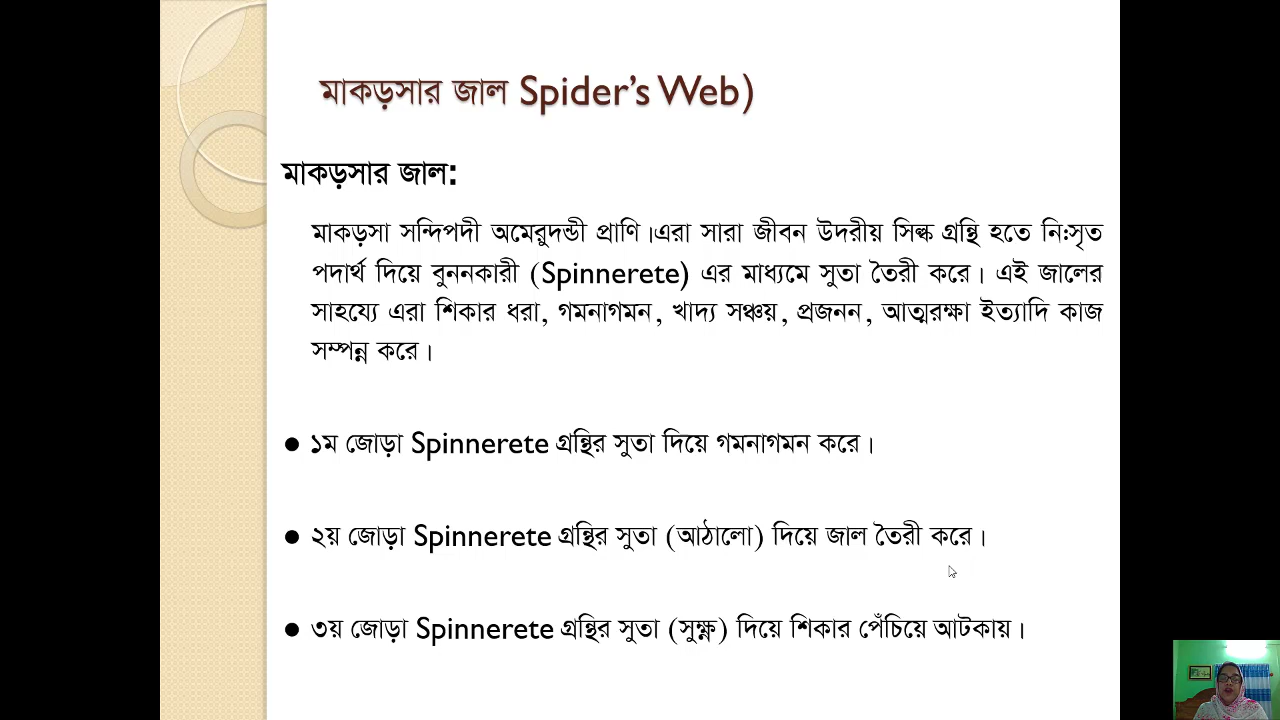 মাকড়সার জাল Spider's Web)
মাকড়সার জাল:
মাকড়সা সন্দিপদী অমেরুদন্ডী প্রাণি।এরা সারা জীবন উদরীয় সিল্ক গ্রন্থি হতে নিঃসৃত
পদার্থ দিয়ে বুননকারী (Spinnerete) এর মাধ্যমে সুতা তৈরী করে। এই জালের
সাহয্যে এরা শিকার ধরা, গমনাগমন, খাদ্য সঞ্চয়, প্রজনন, আত্মরক্ষা ইত্যাদি কাজ
সম্পন্ন করে।
● ১ম জোড়া Spinnerete গ্রন্থির সুতা দিয়ে গমনাগমন করে।
● ২য় জোড়া Spinnerete গ্রন্থির সুতা (আঠালো) দিয়ে জাল তৈরী করে।
● ৩য় জোড়া Spinnerete গ্রন্থির সুতা (সুক্ষ্ণ) দিয়ে শিকার পেঁচিয়ে আটকায়।